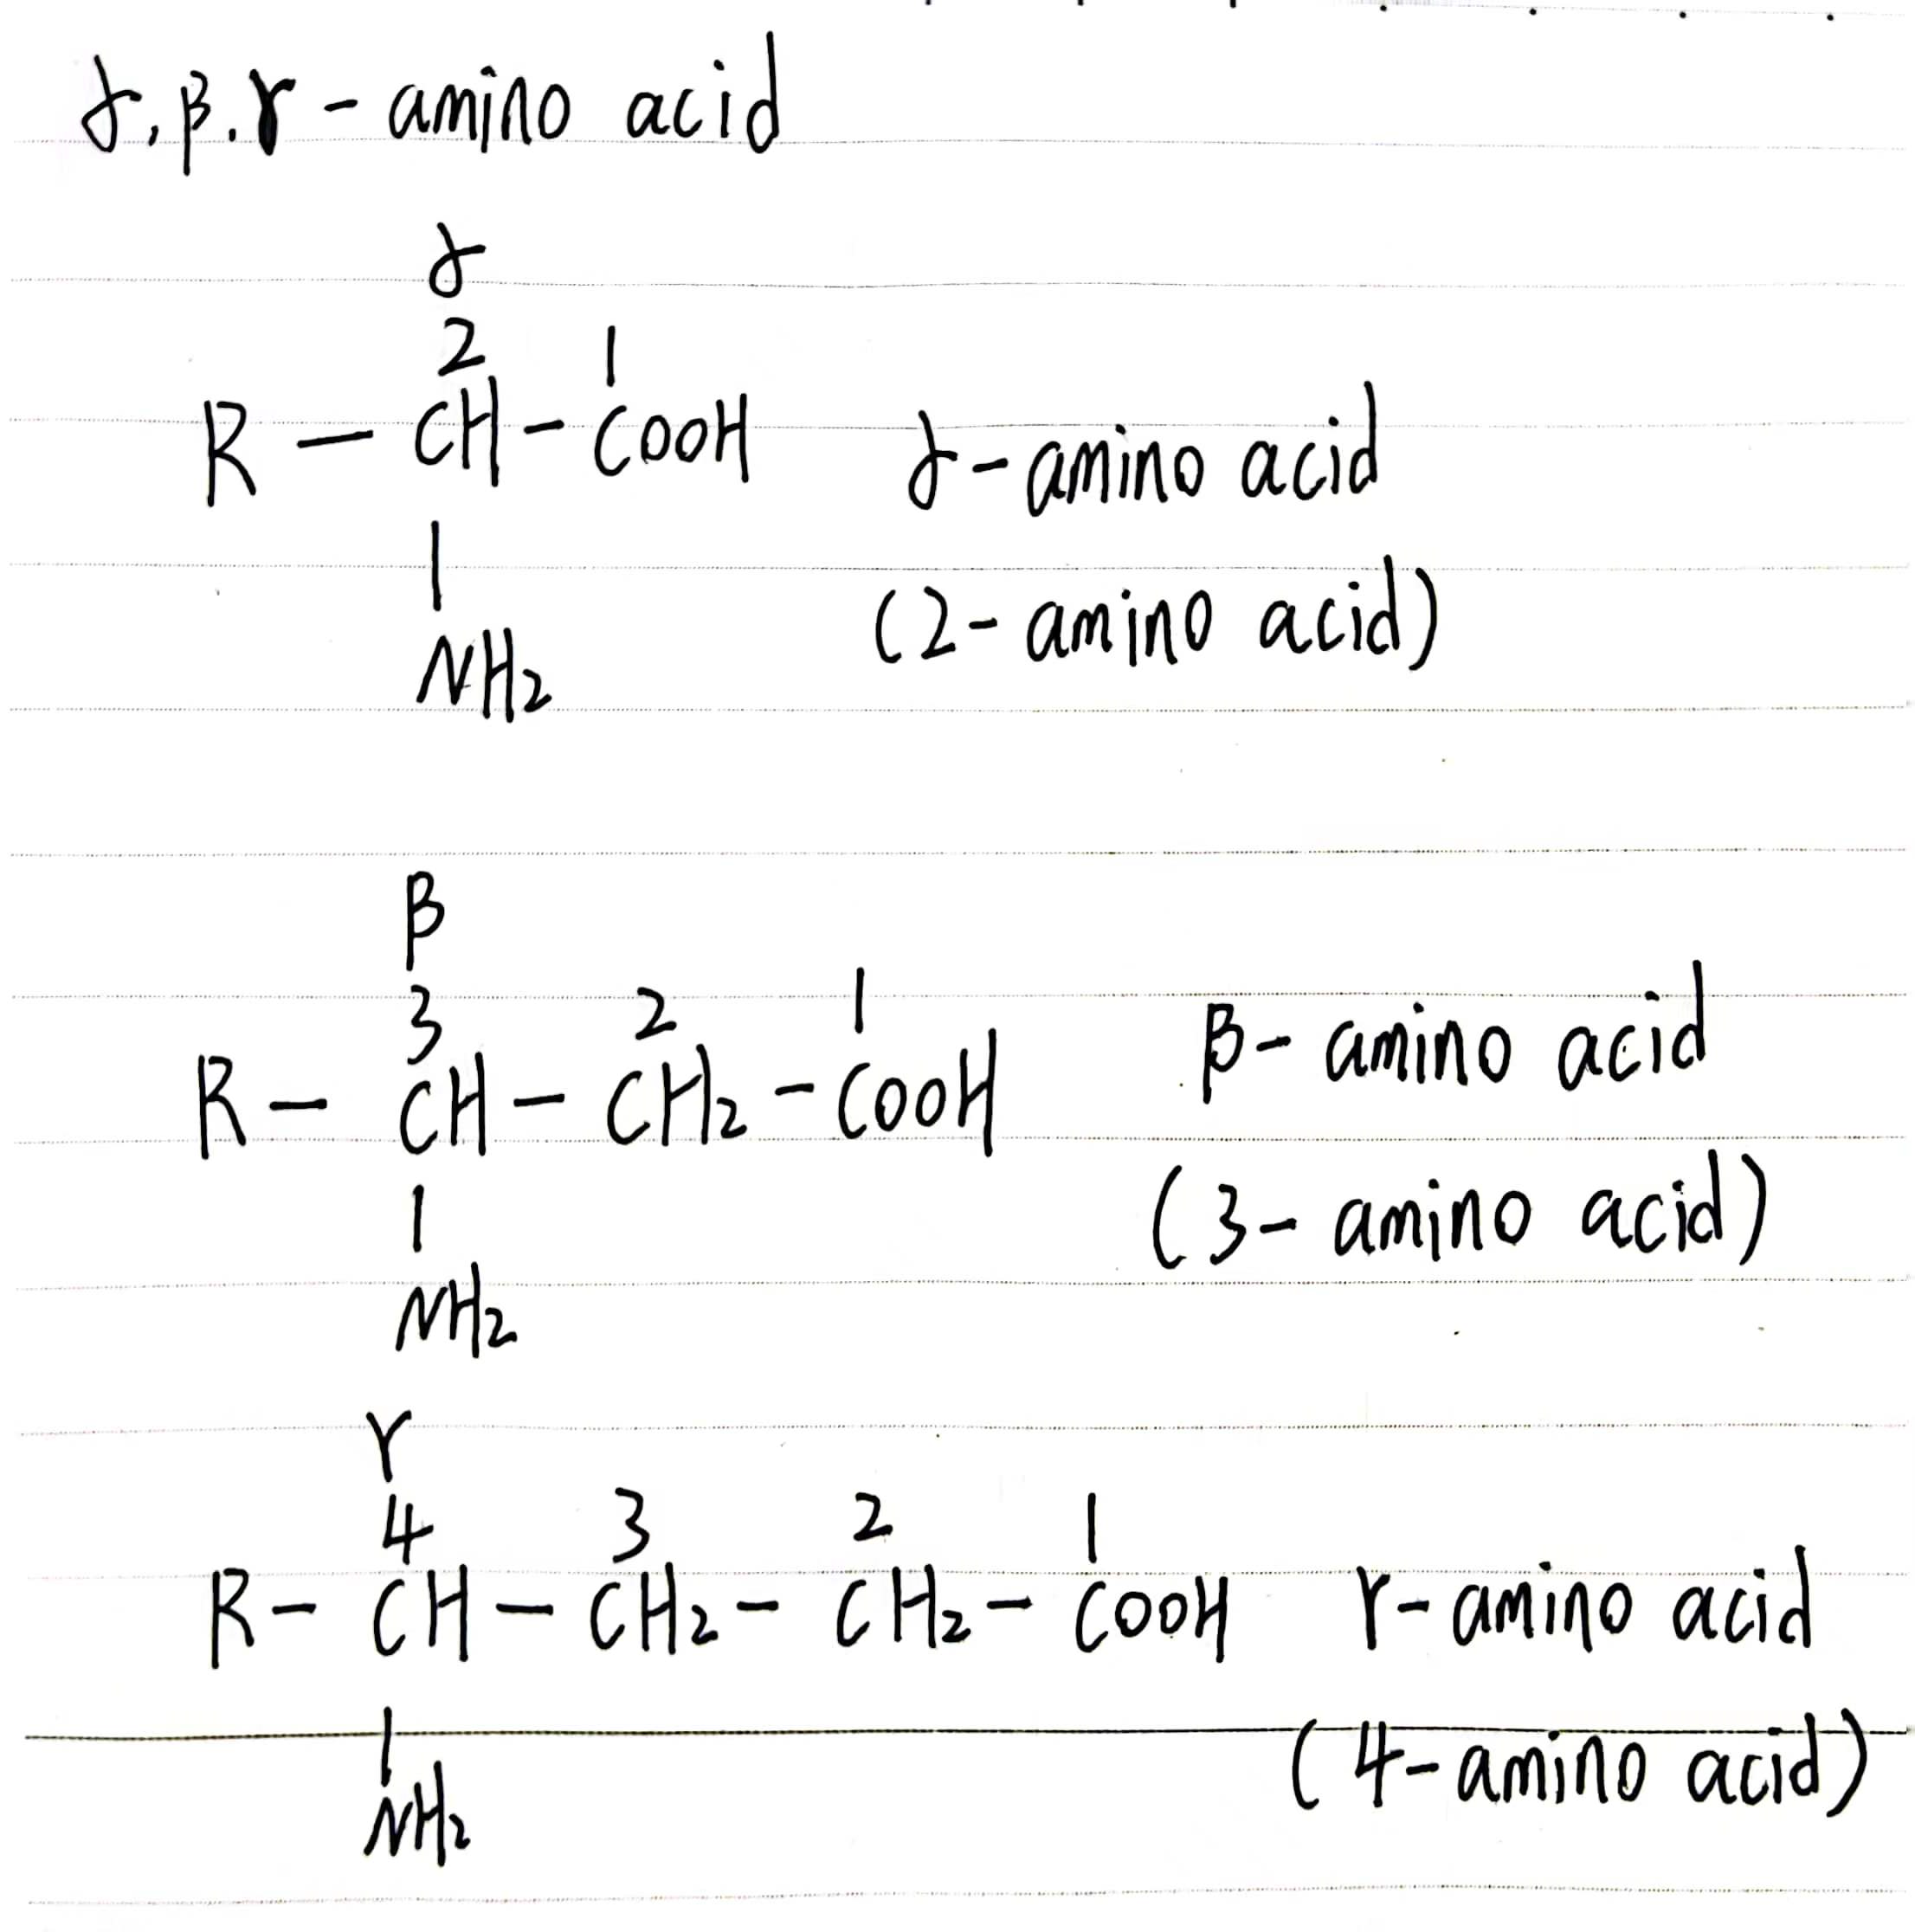 α,β.γ - amino acid
α
2 1
R — CH - COOH α-amino acid
|
NH₂ (2- amino acid)
β
3 2 1
R — CH — CH₂ - COOH β- amino acid
| (3- amino acid)
NH₂
γ
4 3 2 1
R — CH — CH₂ — CH₂ — COOH γ-amino acid
| (4-amino acid)
NH₂